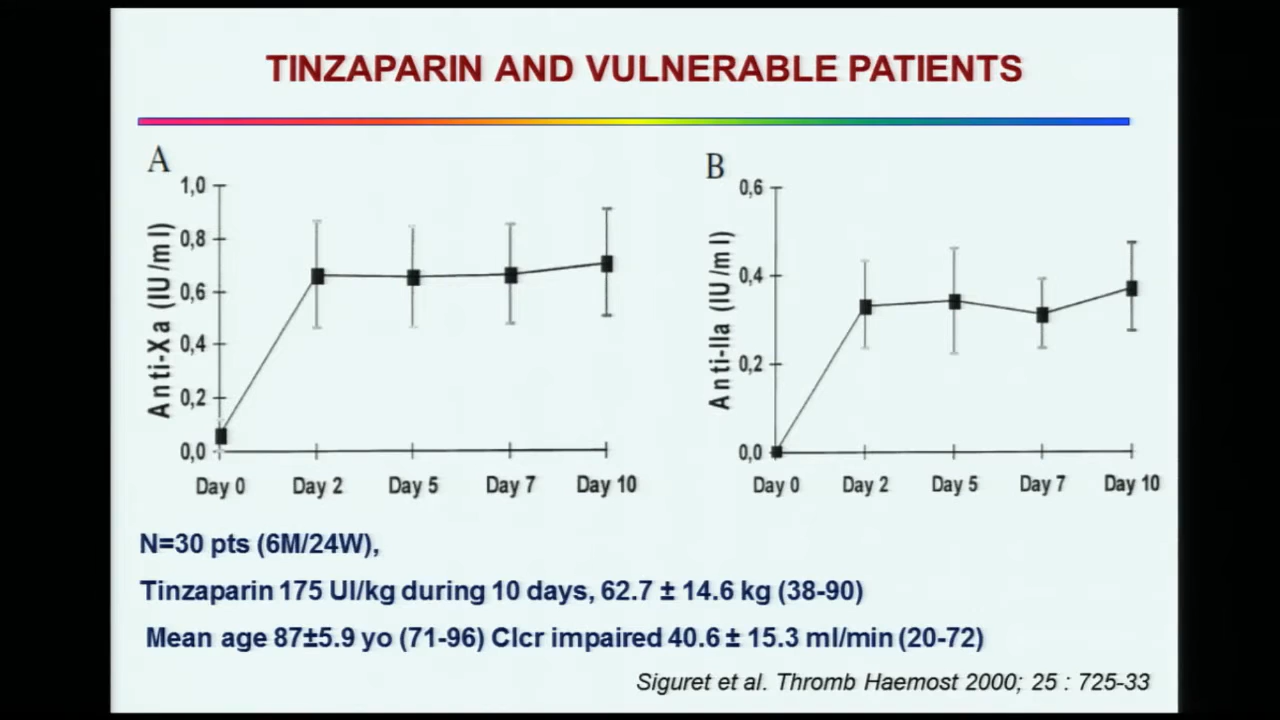 TINZAPARIN AND VULNERABLE PATIENTS
A
1,0
0,8
0,6
0,4
0,2
0,0
Anti-Xa (IU/ml)
Day 0 Day 2 Day 5 Day 7 Day 10
B
0,6
0,4
0,2
0,0
Anti-IIa (IU/ml)
Day 0 Day 2 Day 5 Day 7 Day 10
N=30 pts (6M/24W),
Tinzaparin 175 UI/kg during 10 days, 62.7 ± 14.6 kg (38-90)
Mean age 87±5.9 yo (71-96) Clcr impaired 40.6 ± 15.3 ml/min (20-72)
Siguret et al. Thromb Haemost 2000; 25 : 725-33